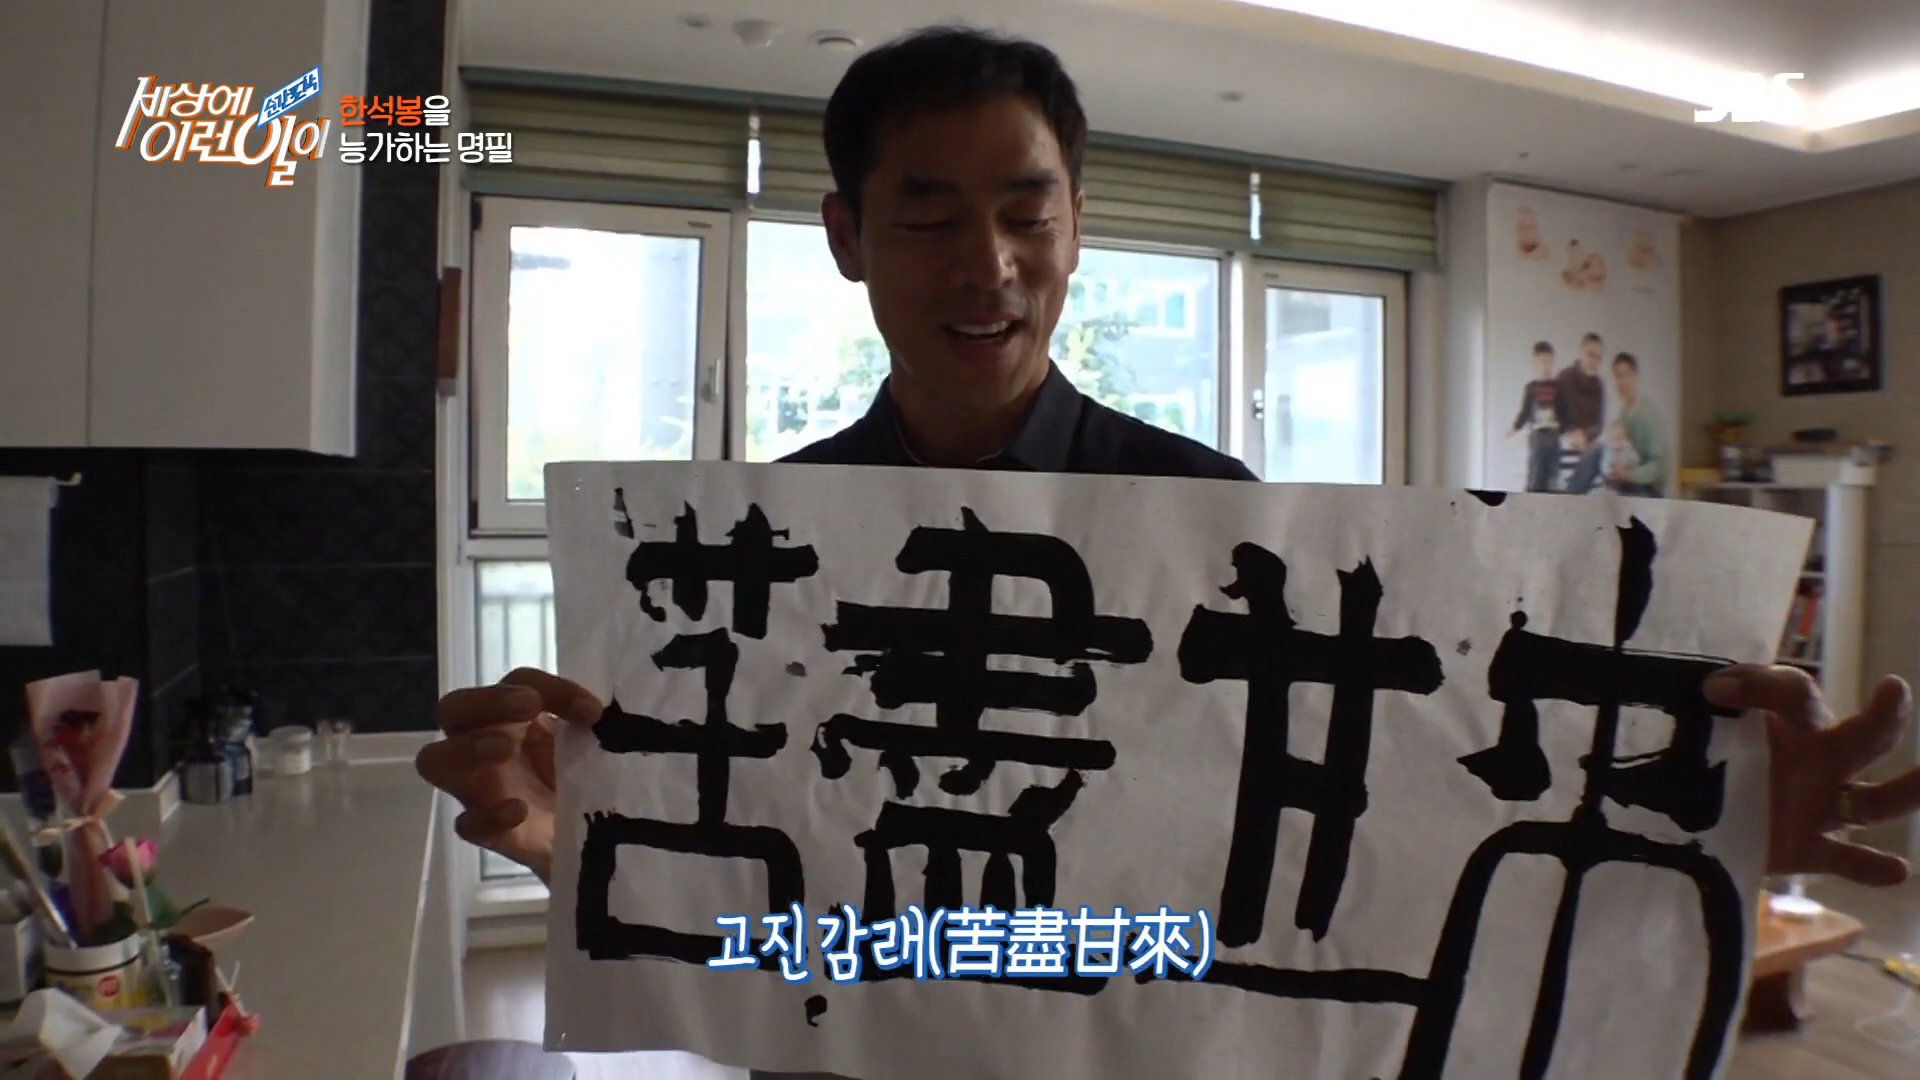 세상에
이런일이
순간포착
한석봉을
능가하는 명필
SBS
苦盡甘來
고진감래(苦盡甘來)